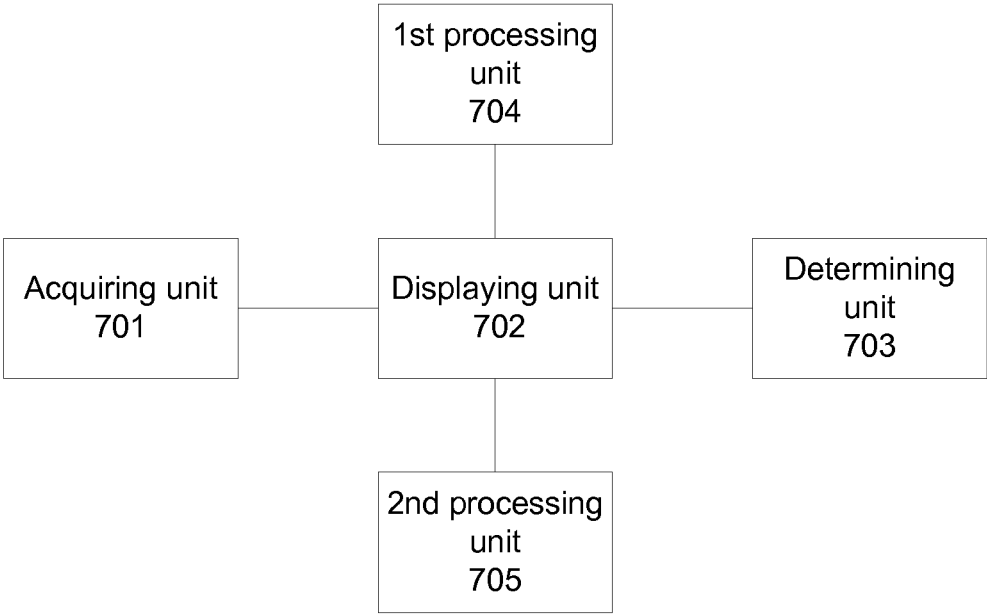 1st processing
unit
704
Acquiring unit
701
Displaying unit
702
Determining
unit
703
2nd processing
unit
705